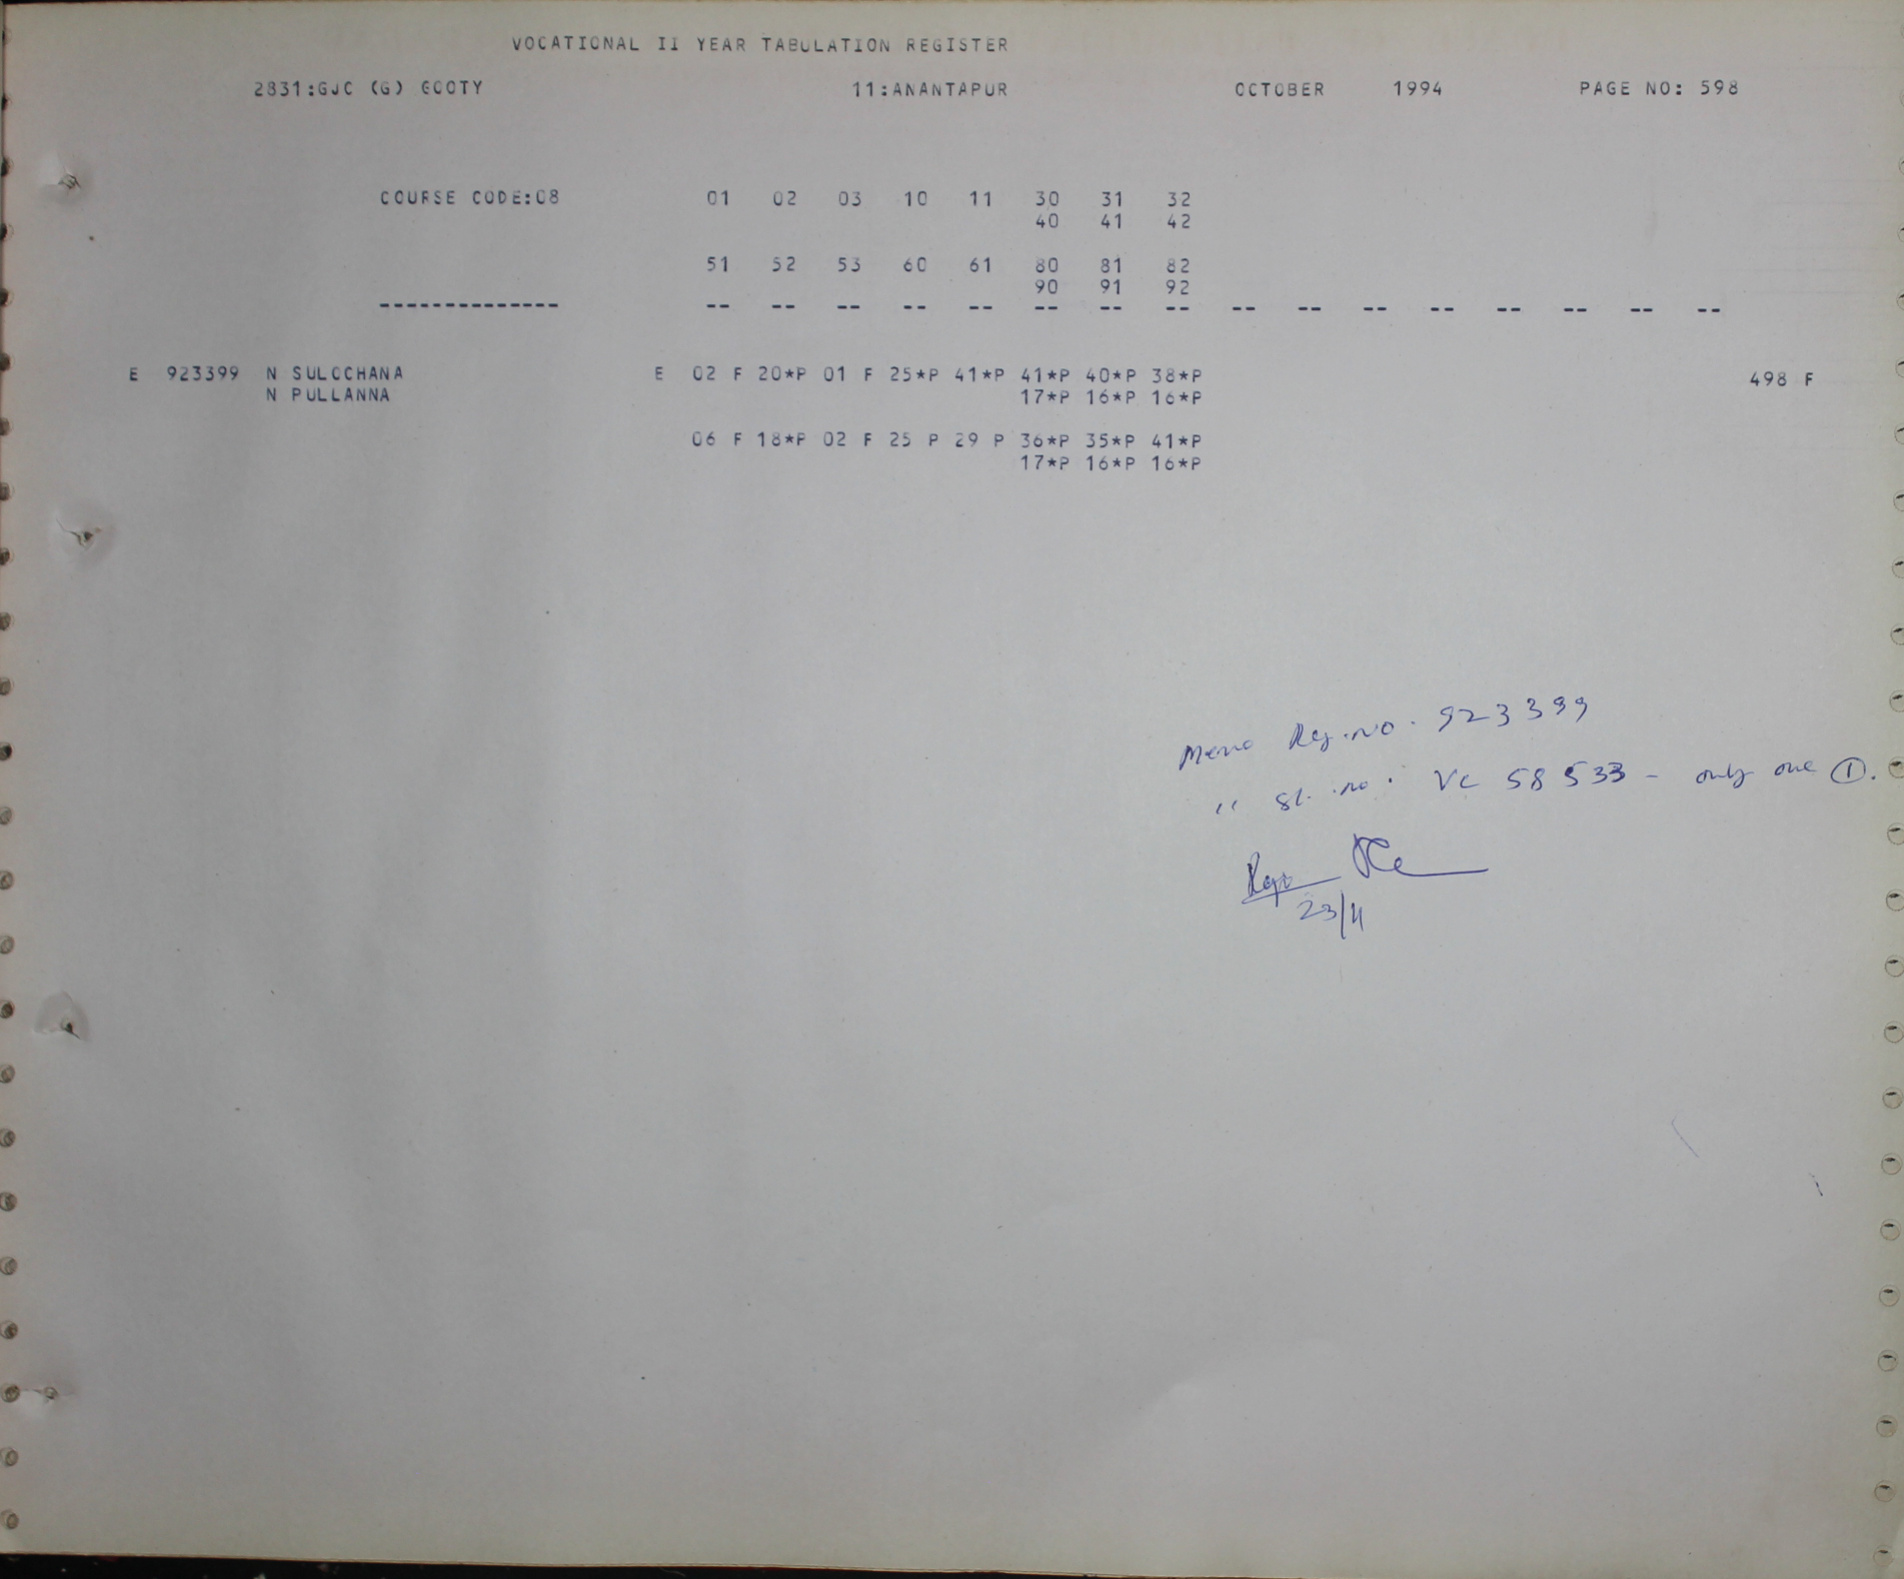 VOCATIONAL II YEAR TABULATION REGISTER
2831:GJC (G) GOOTY 11:ANANTAPUR OCTOBER 1994 PAGE NO: 598
COURSE CODE:08 01 02 03 10 11 30 31 32
40 41 42
51 52 53 60 61 80 81 82
90 91 92
-------------- -- -- -- -- -- -- -- -- -- -- -- -- -- -- -- --
E 923399 N SULOCHANA E 02 F 20*P 01 F 25*P 41*P 41*P 40*P 38*P 498 F
N PULLANNA 17*P 16*P 16*P
06 F 18*P 02 F 25 P 29 P 36*P 35*P 41*P
17*P 16*P 16*P
Memo Reg.no. 923399
" Sl. no. VC 58533 - only one ①.
23/11